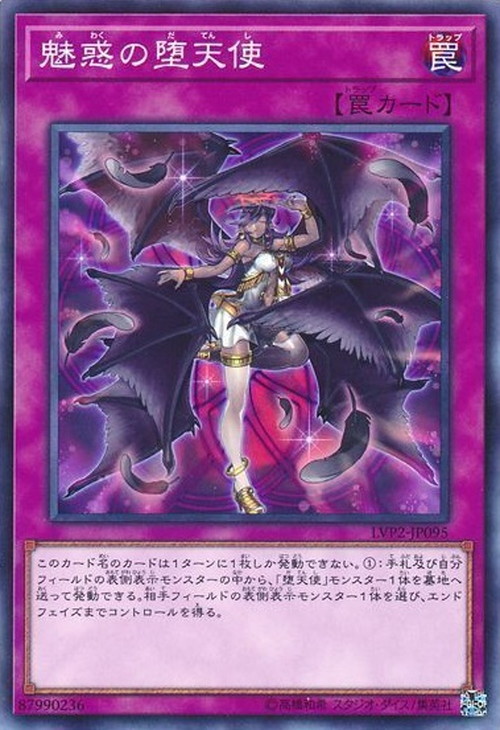 魅惑の堕天使
罠
【罠カード】
LVP2-JP095
このカード名のカードは1ターンに1枚しか発動できない。①:手札及び自分
フィールドの表側表示モンスターの中から、「堕天使」モンスター1体を墓地へ
送って発動できる。相手フィールドの表側表示モンスター1体を選び、エンド
フェイズまでコントロールを得る。
87990236
©高橋和希 スタジオ・ダイス/集英社